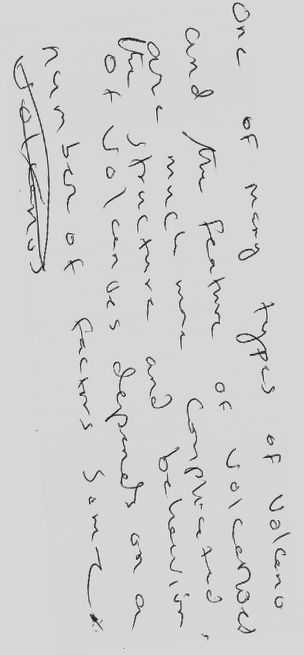 one of many types of volcano
and the feature of volcanoes
are much more complicated,
the structure and behavior
of volcanoes depends on a
number of factors some